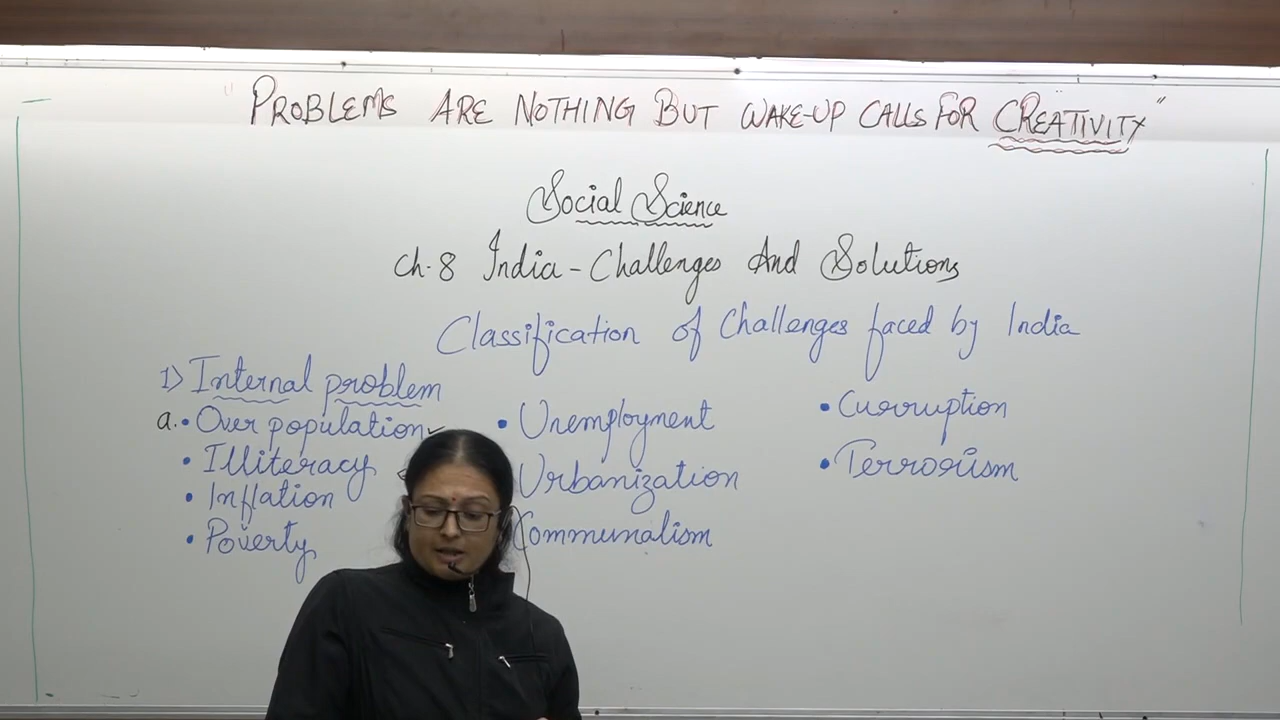 "PROBLEMS ARE NOTHING BUT WAKE-UP CALLS FOR CREATIVITY"
Social Science
Ch-8 India - Challenges And Solutions
Classification of Challenges faced by India
1) Internal problem
a. • Over population ✓
• Illiteracy
• Inflation
• Poverty
• Unemployment
Urbanization
Communalism
• Curruption
• Terrorism